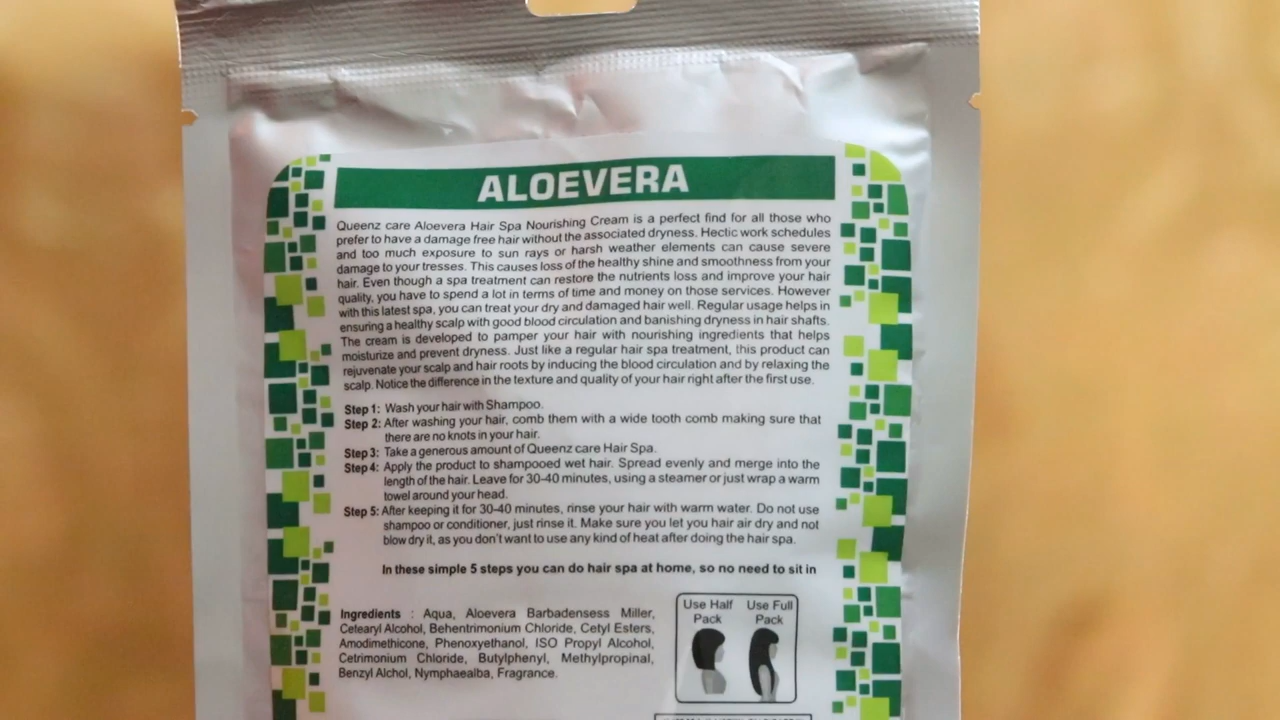 ALOEVERA
Queenz care Aloevera Hair Spa Nourishing Cream is a perfect find for all those who
prefer to have a damage free hair without the associated dryness. Hectic work schedules
and too much exposure to sun rays or harsh weather elements can cause severe
damage to your tresses. This causes loss of the healthy shine and smoothness from your
hair. Even though a spa treatment can restore the nutrients loss and improve your hair
quality, you have to spend a lot in terms of time and money on those services. However
with this latest spa, you can treat your dry and damaged hair well. Regular usage helps in
ensuring a healthy scalp with good blood circulation and banishing dryness in hair shafts.
The cream is developed to pamper your hair with nourishing ingredients that helps
moisturize and prevent dryness. Just like a regular hair spa treatment, this product can
rejuvenate your scalp and hair roots by inducing the blood circulation and by relaxing the
scalp. Notice the difference in the texture and quality of your hair right after the first use.
Step 1: Wash your hair with Shampoo.
Step 2: After washing your hair, comb them with a wide tooth comb making sure that
there are no knots in your hair.
Step 3: Take a generous amount of Queenz care Hair Spa.
Step 4: Apply the product to shampooed wet hair. Spread evenly and merge into the
length of the hair. Leave for 30-40 minutes, using a steamer or just wrap a warm
towel around your head.
Step 5: After keeping it for 30-40 minutes, rinse your hair with warm water. Do not use
shampoo or conditioner, just rinse it. Make sure you let you hair air dry and not
blow dry it, as you don't want to use any kind of heat after doing the hair spa.
In these simple 5 steps you can do hair spa at home, so no need to sit in
Ingredients : Aqua, Aloevera Barbadensess Miller,
Cetearyl Alcohol, Behentrimonium Chloride, Cetyl Esters,
Amodimethicone, Phenoxyethanol, ISO Propyl Alcohol,
Cetrimonium Chloride, Butylphenyl, Methylpropinal,
Benzyl Alchol, Nymphaealba, Fragrance.
Use Half
Pack
Use Full
Pack